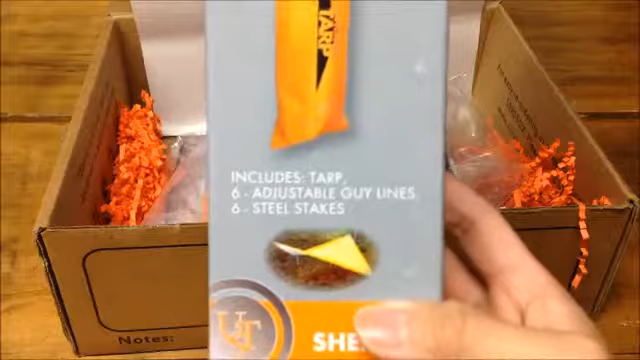 TARP
INCLUDES: TARP,
6 - ADJUSTABLE GUY LINES
6 - STEEL STAKES
UT
SHE
Notes: